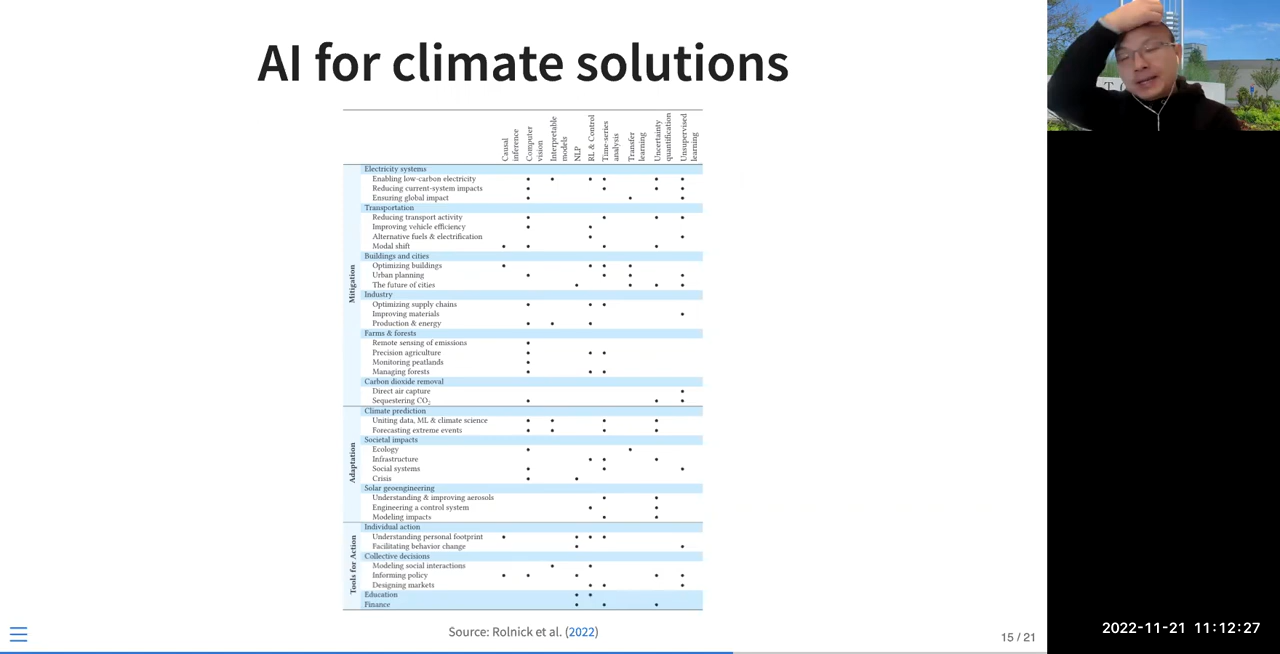 AI for climate solutions
Causal inference
Computer vision
Interpretable models
NLP
RL & Control
Time-series analysis
Transfer learning
Uncertainty quantification
Unsupervised learning
Mitigation
Electricity systems
Enabling low-carbon electricity
Reducing current-system impacts
Ensuring global impact
Transportation
Reducing transport activity
Improving vehicle efficiency
Alternative fuels & electrification
Modal shift
Buildings and cities
Optimizing buildings
Urban planning
The future of cities
Industry
Optimizing supply chains
Improving materials
Production & energy
Farms & forests
Remote sensing of emissions
Precision agriculture
Monitoring peatlands
Managing forests
Carbon dioxide removal
Direct air capture
Sequestering CO₂
Adaptation
Climate prediction
Uniting data, ML & climate science
Forecasting extreme events
Societal impacts
Ecology
Infrastructure
Social systems
Crisis
Solar geoengineering
Understanding & improving aerosols
Engineering a control system
Modeling impacts
Tools for Action
Individual action
Understanding personal footprint
Facilitating behavior change
Collective decisions
Modeling social interactions
Informing policy
Designing markets
Education
Finance
Source: Rolnick et al. (2022)
15 / 21
2022-11-21 11:12:27